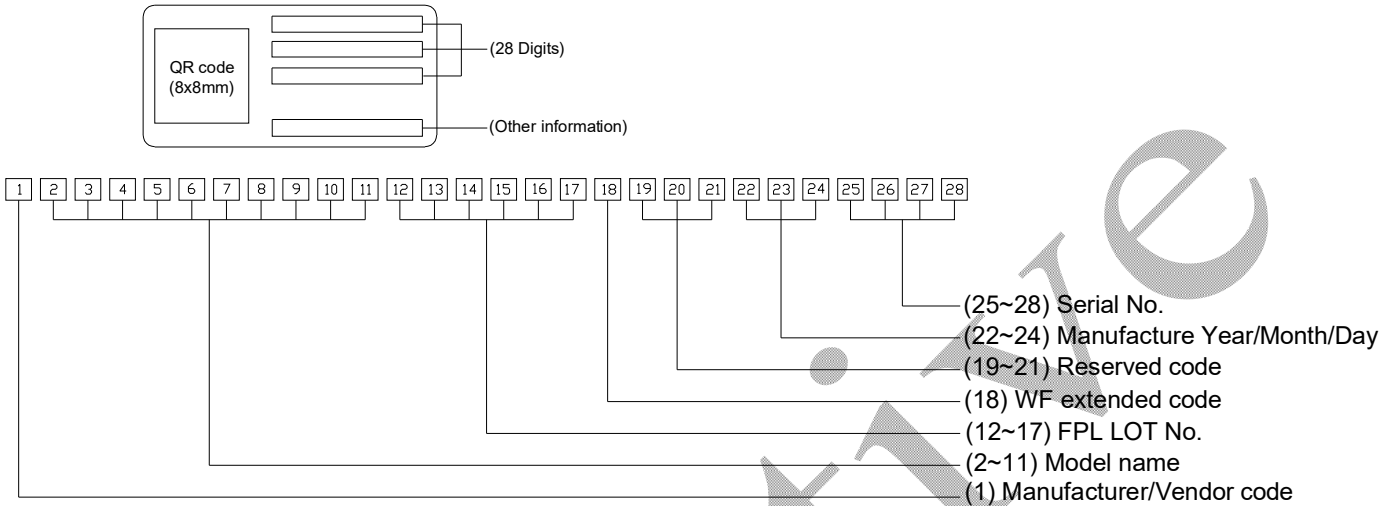 QR code
(8x8mm)
(28 Digits)
(Other information)
1 2 3 4 5 6 7 8 9 10 11 12 13 14 15 16 17 18 19 20 21 22 23 24 25 26 27 28
(25~28) Serial No.
(22~24) Manufacture Year/Month/Day
(19~21) Reserved code
(18) WF extended code
(12~17) FPL LOT No.
(2~11) Model name
(1) Manufacturer/Vendor code